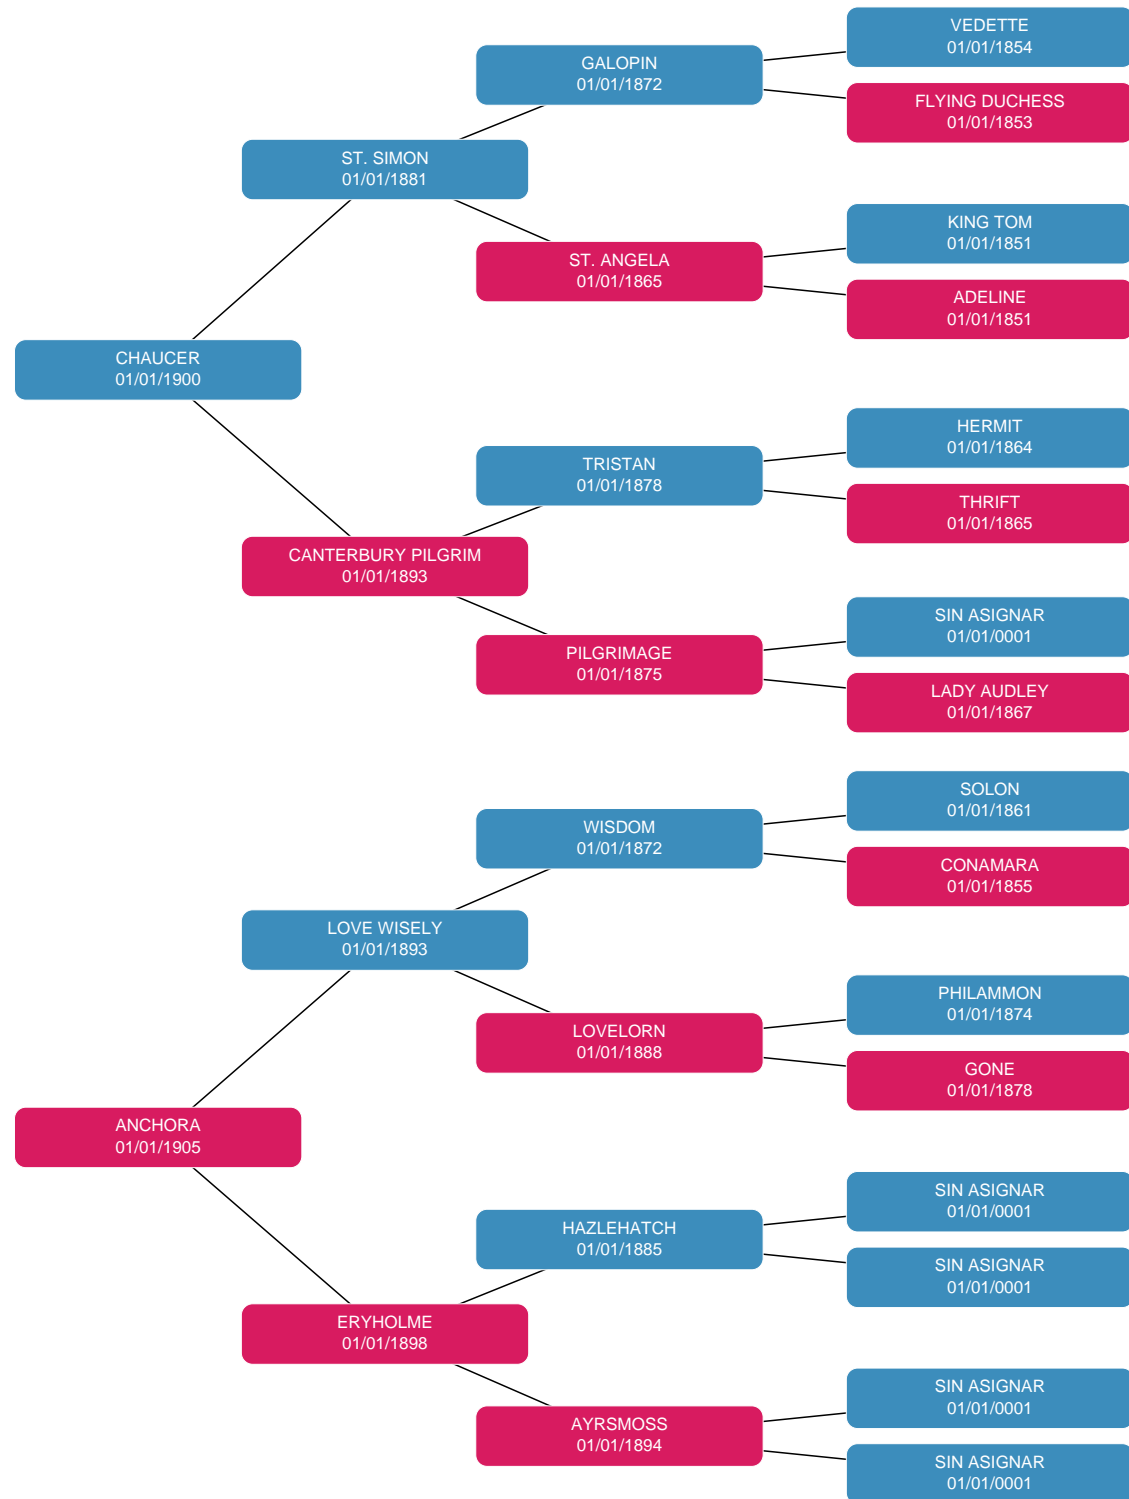 VEDETTE
01/01/1854
GALOPIN
01/01/1872
FLYING DUCHESS
01/01/1853
ST. SIMON
01/01/1881
KING TOM
01/01/1851
ST. ANGELA
01/01/1865
ADELINE
01/01/1851
CHAUCER
01/01/1900
HERMIT
01/01/1864
TRISTAN
01/01/1878
THRIFT
01/01/1865
CANTERBURY PILGRIM
01/01/1893
SIN ASIGNAR
01/01/0001
PILGRIMAGE
01/01/1875
LADY AUDLEY
01/01/1867
SOLON
01/01/1861
WISDOM
01/01/1872
CONAMARA
01/01/1855
LOVE WISELY
01/01/1893
PHILAMMON
01/01/1874
LOVELORN
01/01/1888
GONE
01/01/1878
ANCHORA
01/01/1905
SIN ASIGNAR
01/01/0001
HAZLEHATCH
01/01/1885
SIN ASIGNAR
01/01/0001
ERYHOLME
01/01/1898
SIN ASIGNAR
01/01/0001
AYRSMOSS
01/01/1894
SIN ASIGNAR
01/01/0001